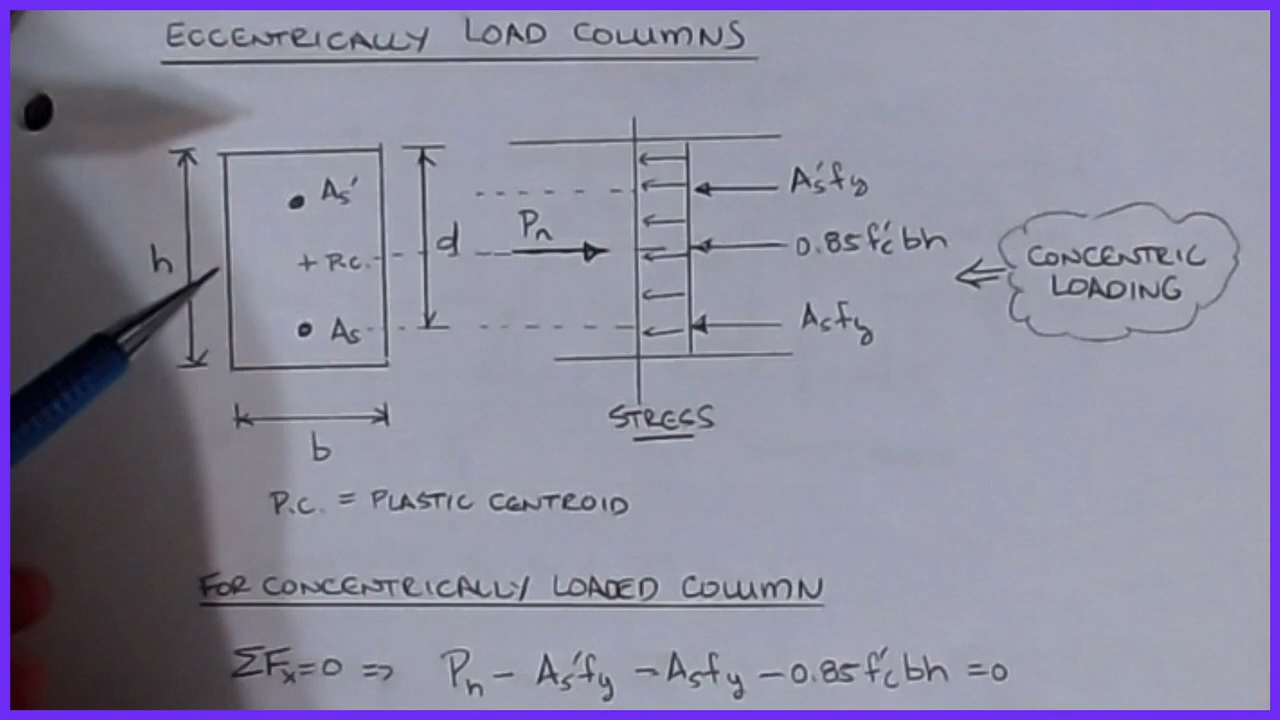 ECCENTRICALLY LOAD COLUMNS
As'
As'fy
h
+ P.C.
d
Pn
0.85f'c bh
CONCENTRIC
LOADING
As
Asfy
b
STRESS
P.C. = PLASTIC CENTROID
FOR CONCENTRICALLY LOADED COLUMN
ΣFx=0 => Pn - As'fy - Asfy - 0.85f'c bh = 0